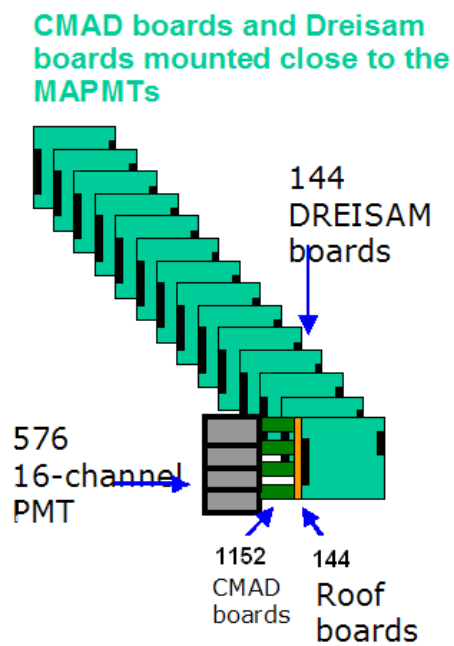 CMAD boards and Dreisam
boards mounted close to the
MAPMTs
144
DREISAM
boards
576
16-channel
PMT
1152
CMAD
boards
144
Roof
boards